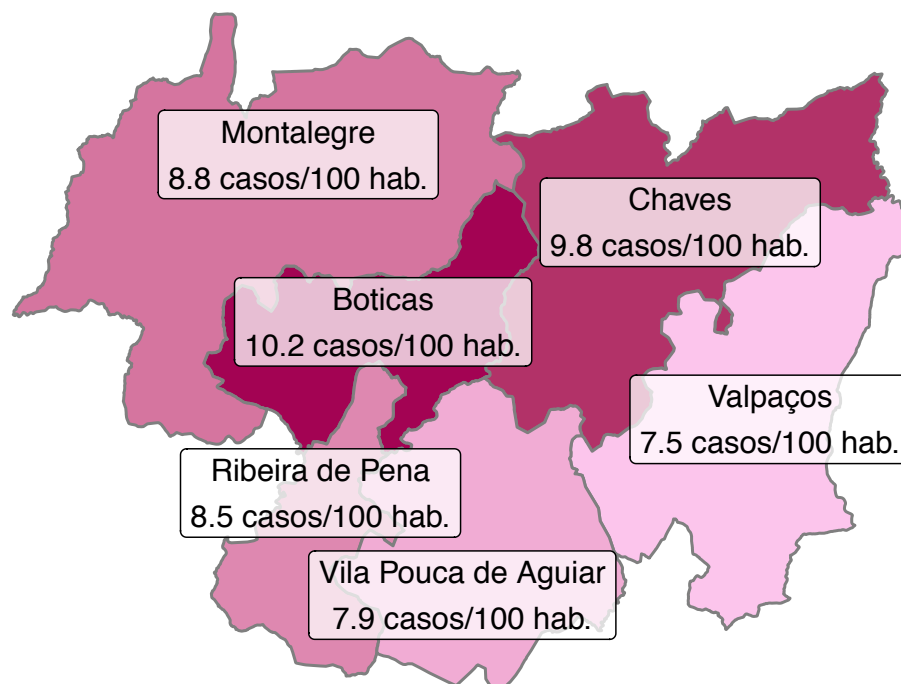 Montalegre
8.8 casos/100 hab.
Chaves
9.8 casos/100 hab.
Boticas
10.2 casos/100 hab.
Valpaços
7.5 casos/100 hab.
Ribeira de Pena
8.5 casos/100 hab.
Vila Pouca de Aguiar
7.9 casos/100 hab.